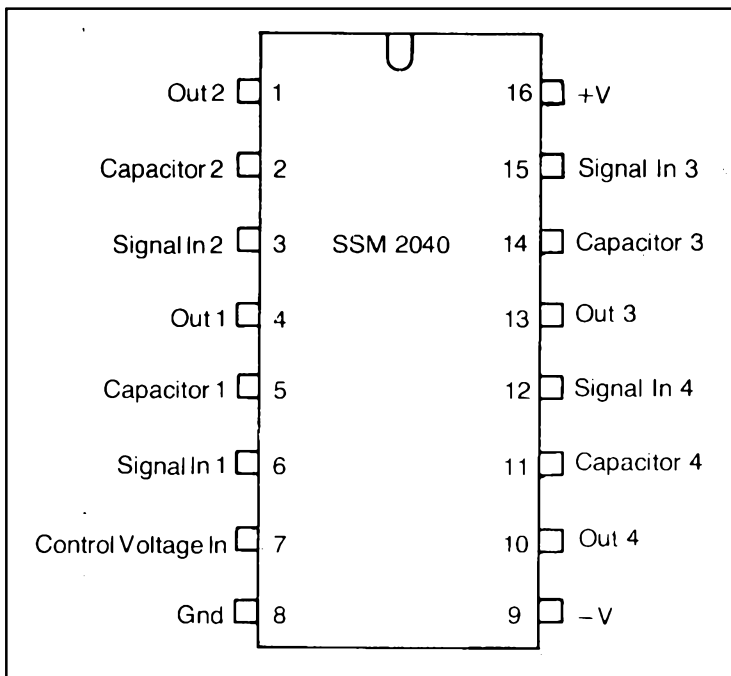 Out 2 1 16 +V
Capacitor 2 2 15 Signal In 3
Signal In 2 3 SSM 2040 14 Capacitor 3
Out 1 4 13 Out 3
Capacitor 1 5 12 Signal In 4
Signal In 1 6 11 Capacitor 4
Control Voltage In 7 10 Out 4
Gnd 8 9 -V